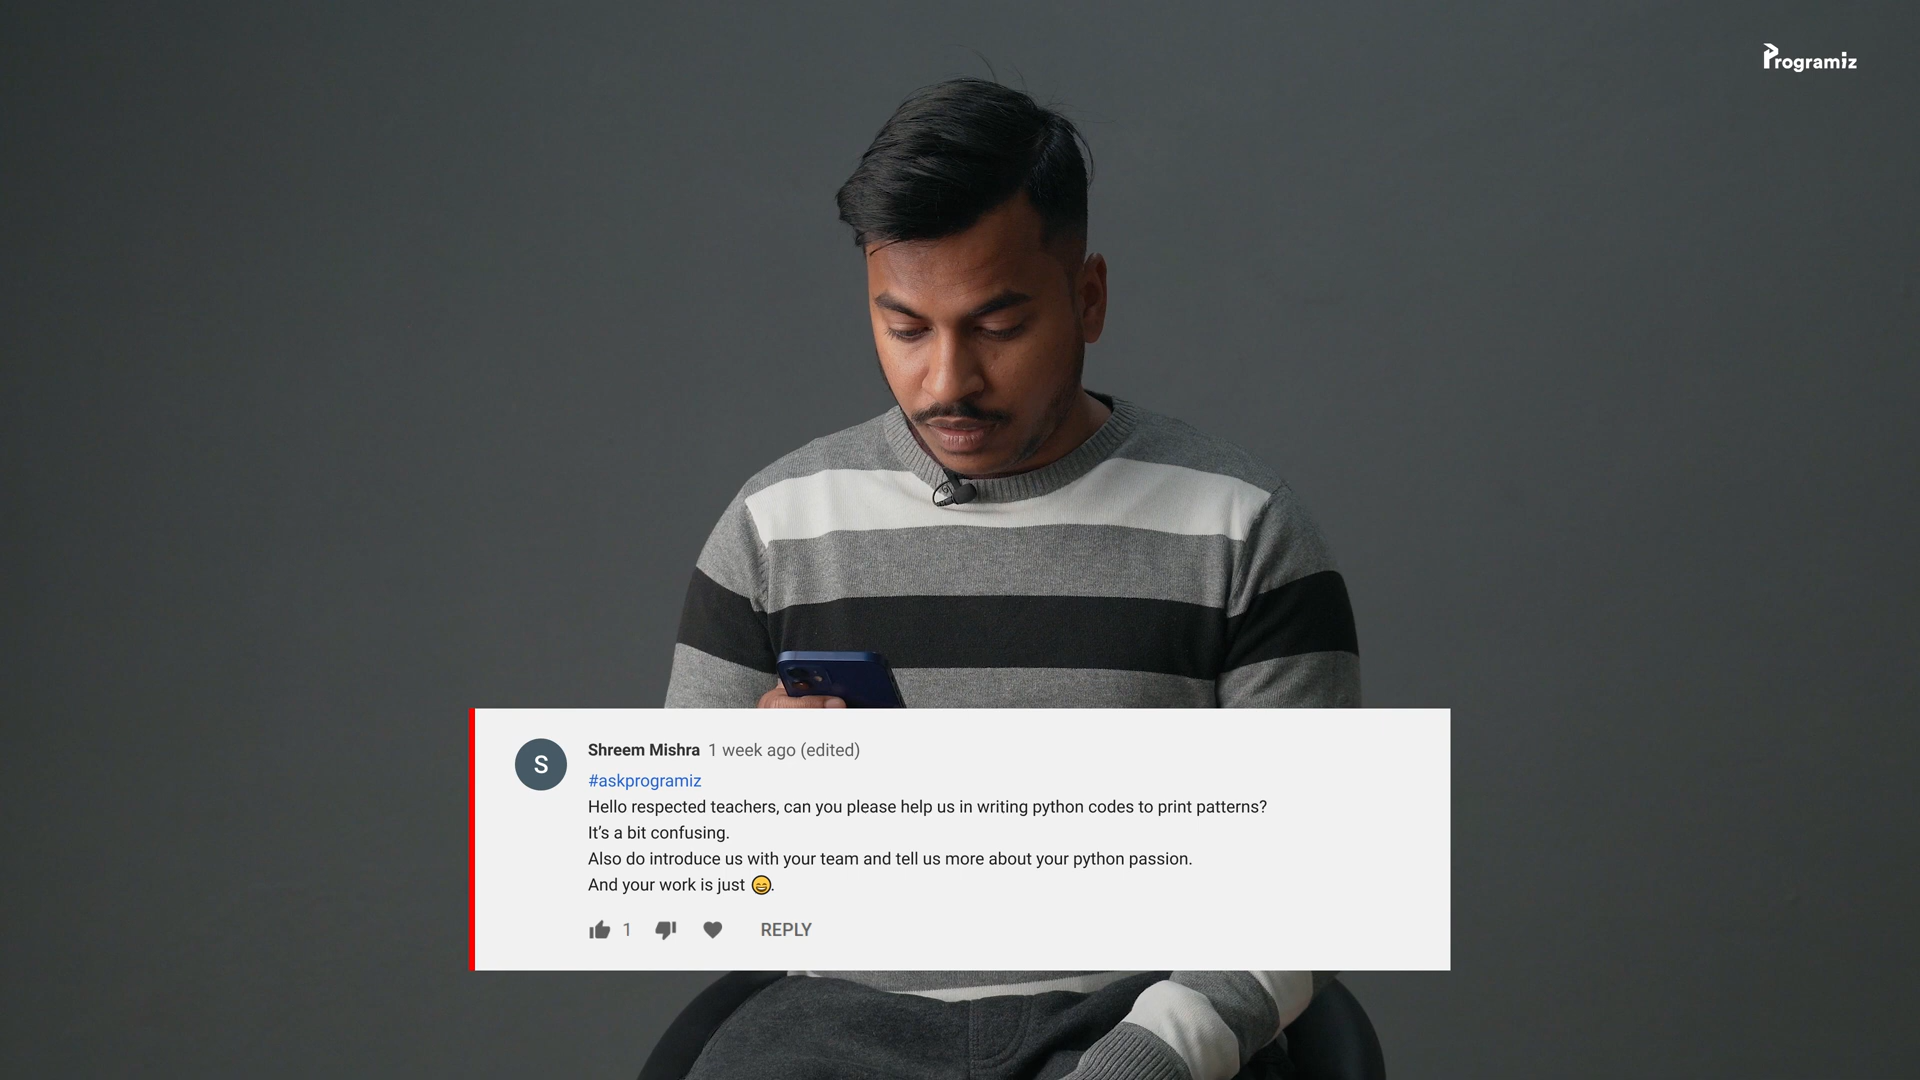 Programiz
S
Shreem Mishra 1 week ago (edited)
#askprogramiz
Hello respected teachers, can you please help us in writing python codes to print patterns?
It's a bit confusing.
Also do introduce us with your team and tell us more about your python passion.
And your work is just 😄.
1 REPLY